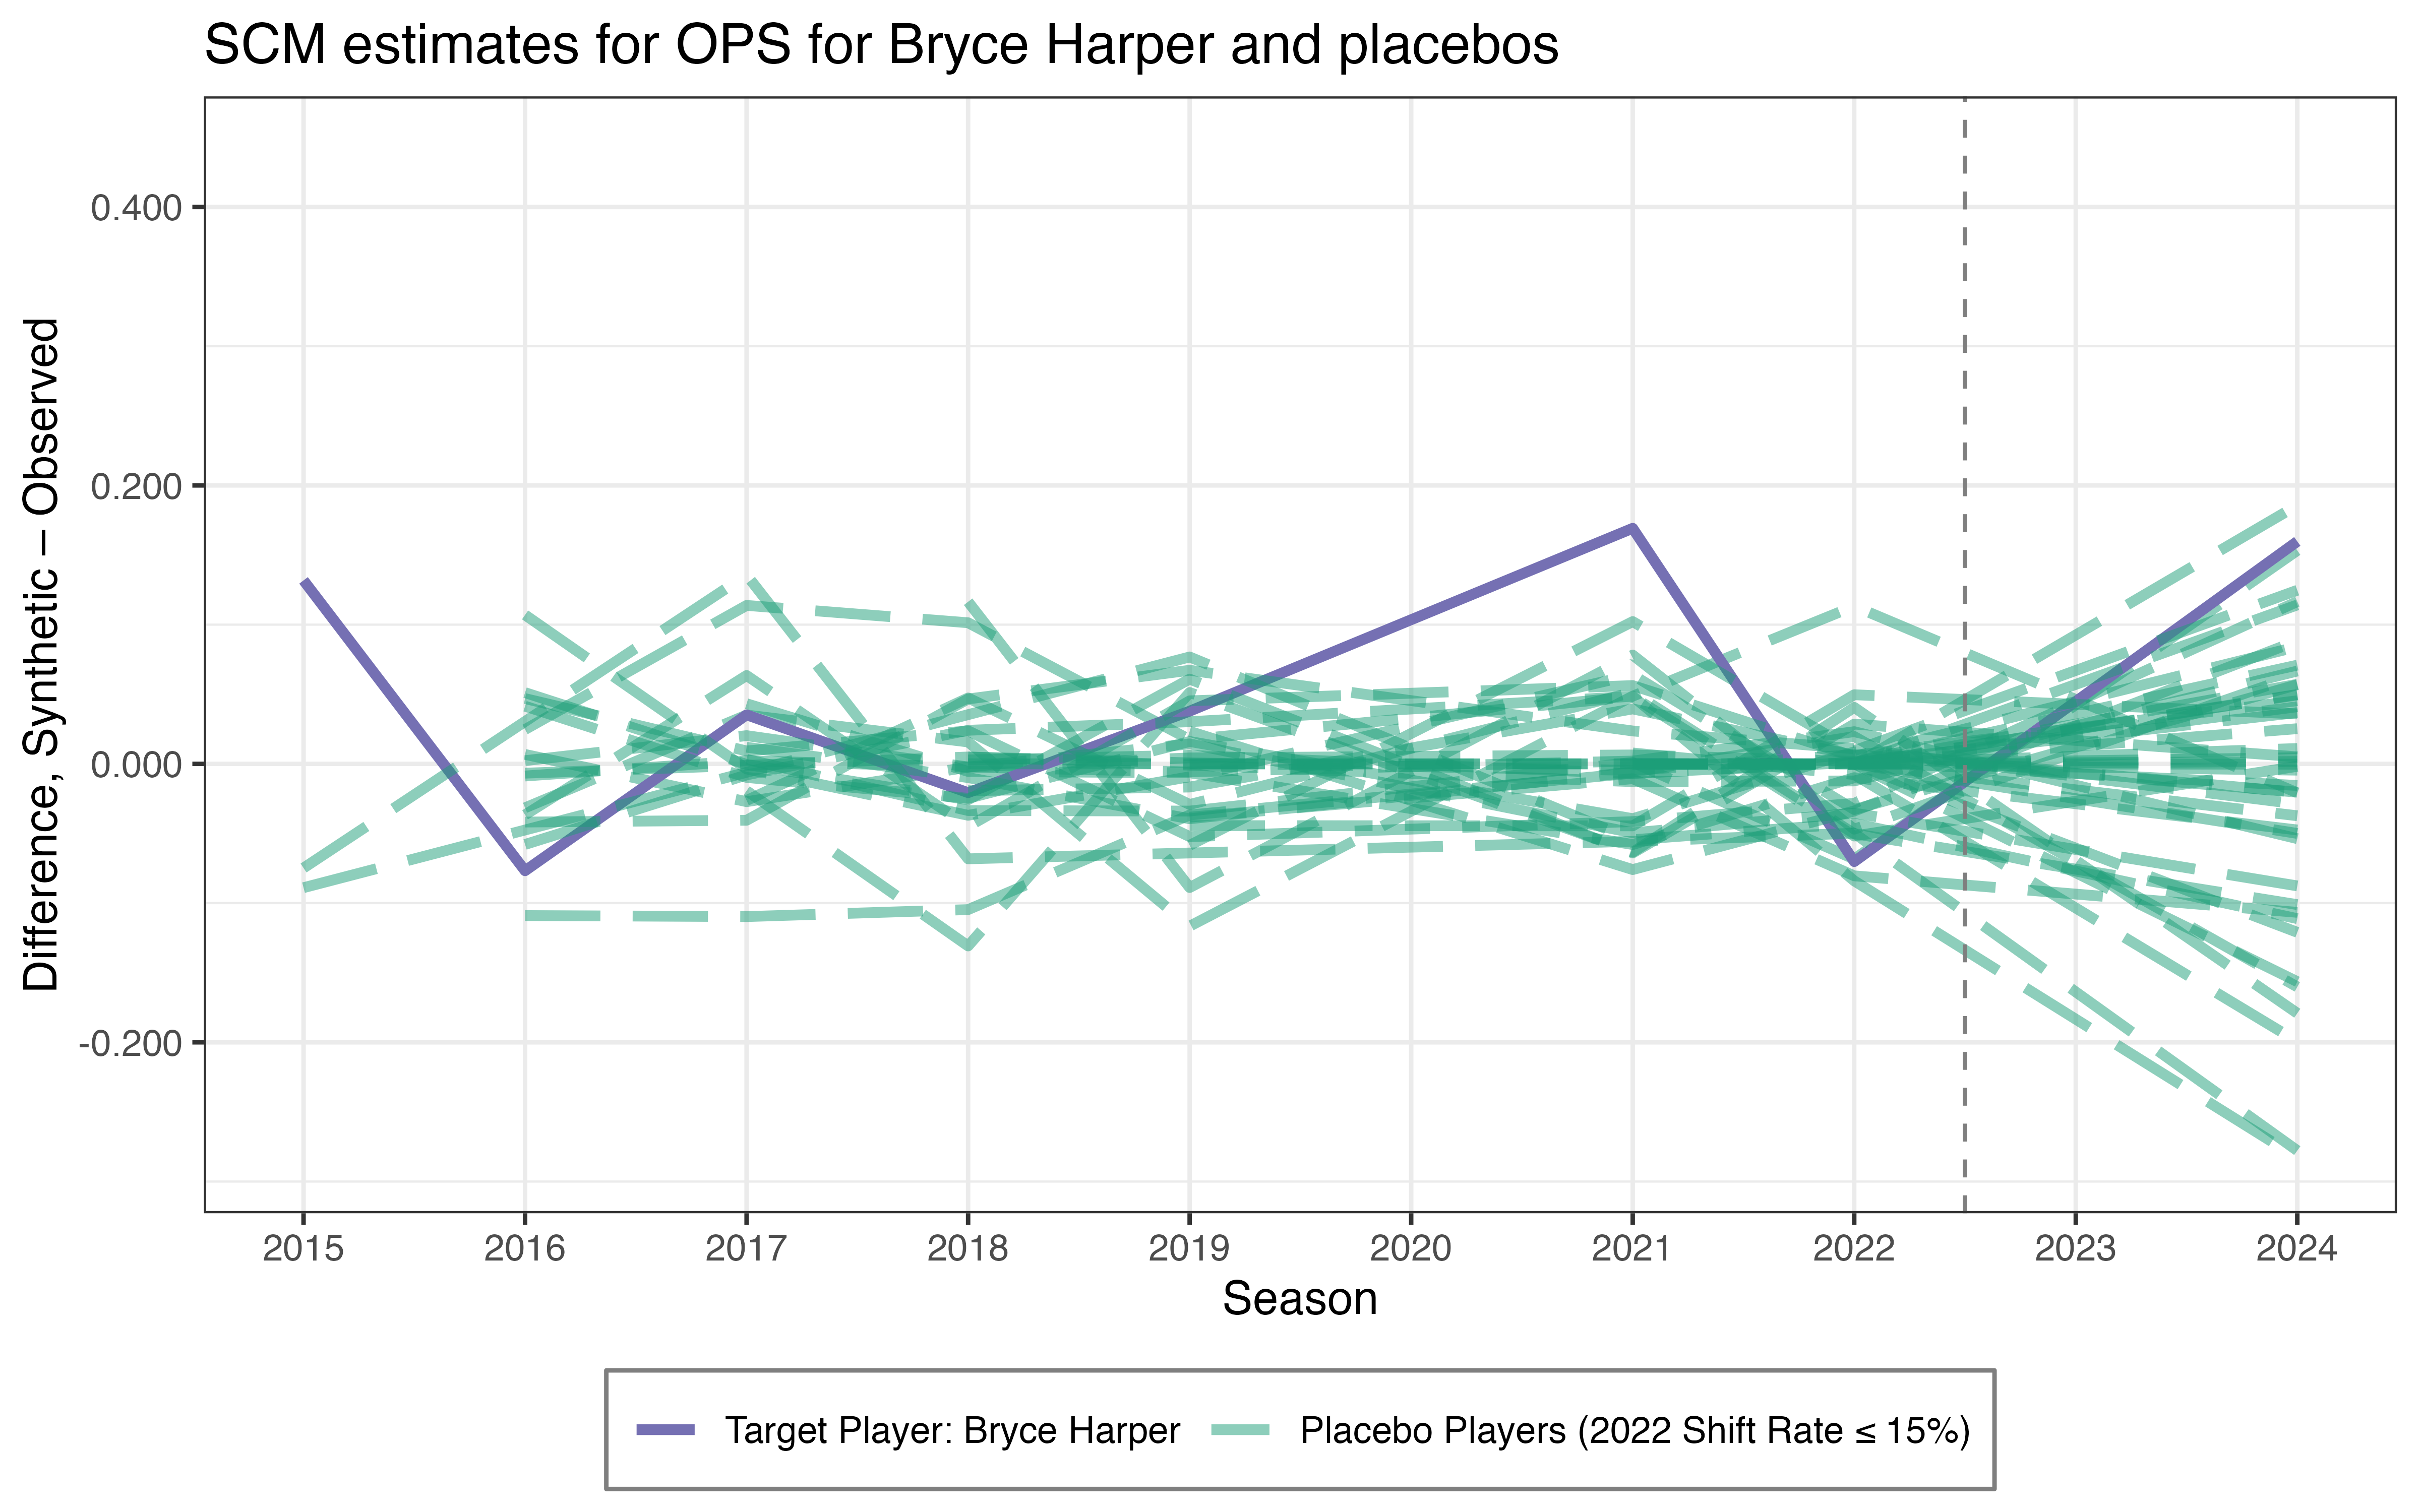 SCM estimates for OPS for Bryce Harper and placebos
Difference, Synthetic – Observed
0.400
0.200
0.000
-0.200
2015 2016 2017 2018 2019 2020 2021 2022 2023 2024
Season
Target Player: Bryce Harper Placebo Players (2022 Shift Rate ≤ 15%)